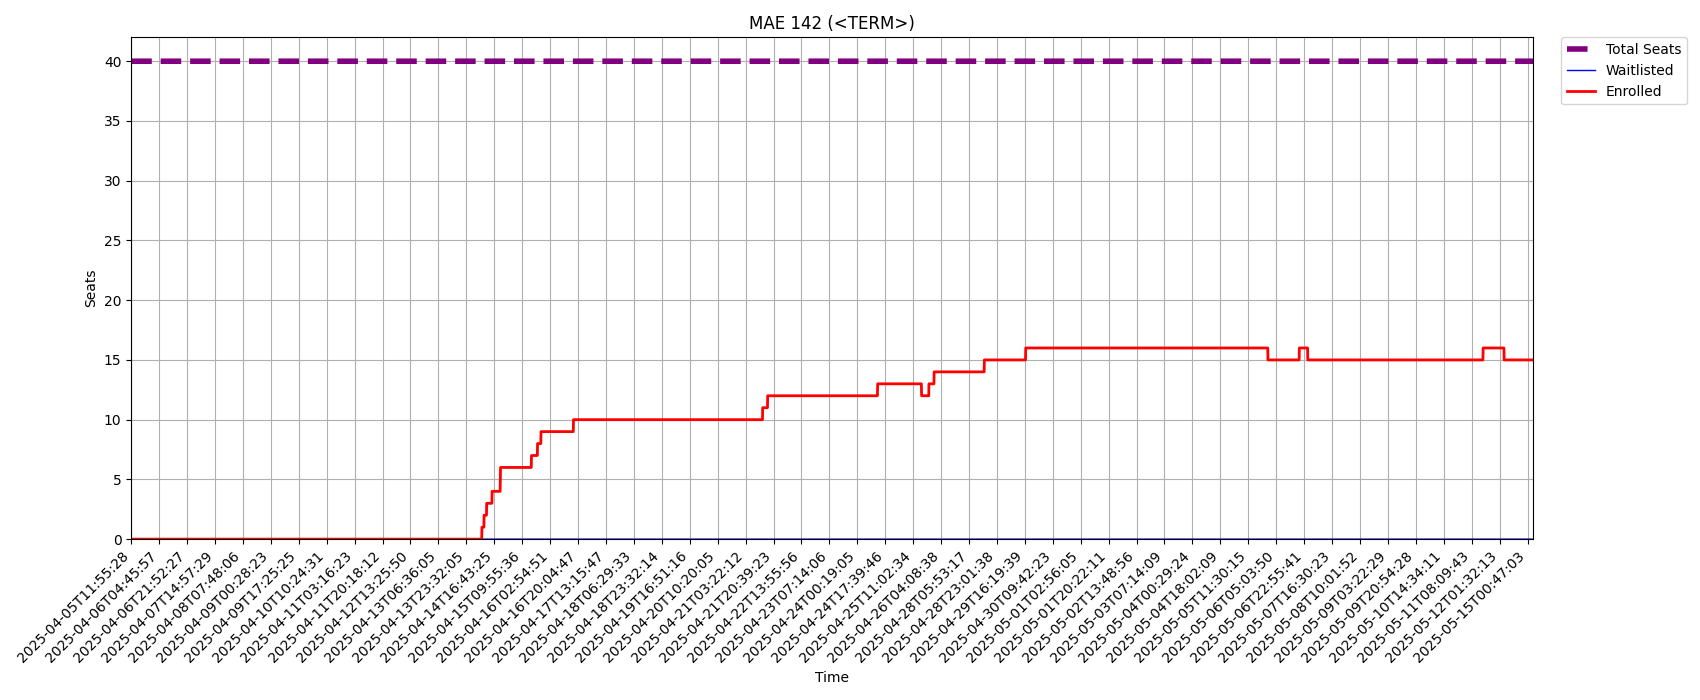 MAE 142 (<TERM>)
Total Seats
Waitlisted
Enrolled
Seats
40
35
30
25
20
15
10
5
0
2025-04-05T11:55:28
2025-04-06T04:45:57
2025-04-06T21:52:27
2025-04-07T14:57:29
2025-04-08T07:48:06
2025-04-09T00:28:23
2025-04-09T17:25:25
2025-04-10T10:24:31
2025-04-11T03:16:23
2025-04-11T20:18:12
2025-04-12T13:25:50
2025-04-13T06:36:05
2025-04-13T23:32:05
2025-04-14T16:43:25
2025-04-15T09:55:36
2025-04-16T02:54:51
2025-04-16T20:04:47
2025-04-17T13:15:47
2025-04-18T06:29:33
2025-04-18T23:32:14
2025-04-19T16:51:16
2025-04-20T10:20:05
2025-04-21T03:22:12
2025-04-21T20:39:23
2025-04-22T13:55:56
2025-04-23T07:14:06
2025-04-24T00:19:05
2025-04-24T17:39:46
2025-04-25T11:02:34
2025-04-26T04:08:38
2025-04-28T05:53:17
2025-04-28T23:01:38
2025-04-29T16:19:39
2025-04-30T09:42:23
2025-05-01T02:56:05
2025-05-01T20:22:11
2025-05-02T13:48:56
2025-05-03T07:14:09
2025-05-04T00:29:24
2025-05-04T18:02:09
2025-05-05T11:30:15
2025-05-06T05:03:50
2025-05-06T22:55:41
2025-05-07T16:30:23
2025-05-08T10:01:52
2025-05-09T03:22:29
2025-05-09T20:54:28
2025-05-10T14:34:11
2025-05-11T08:09:43
2025-05-12T01:32:13
2025-05-15T00:47:03
Time